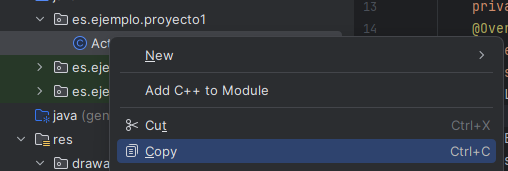 es.ejemplo.proyecto1
13
priva
14
@Over
Act
New
es.eje
Add C++ to Module
es.eje
java (gen
Cut Ctrl+X
res
Copy Ctrl+C
drawa